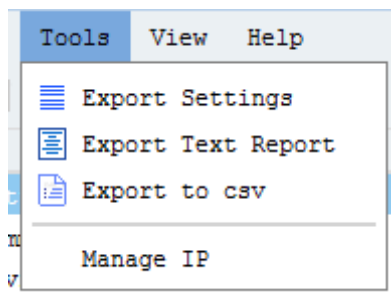 Tools View Help
Export Settings
Export Text Report
Export to csv
Manage IP